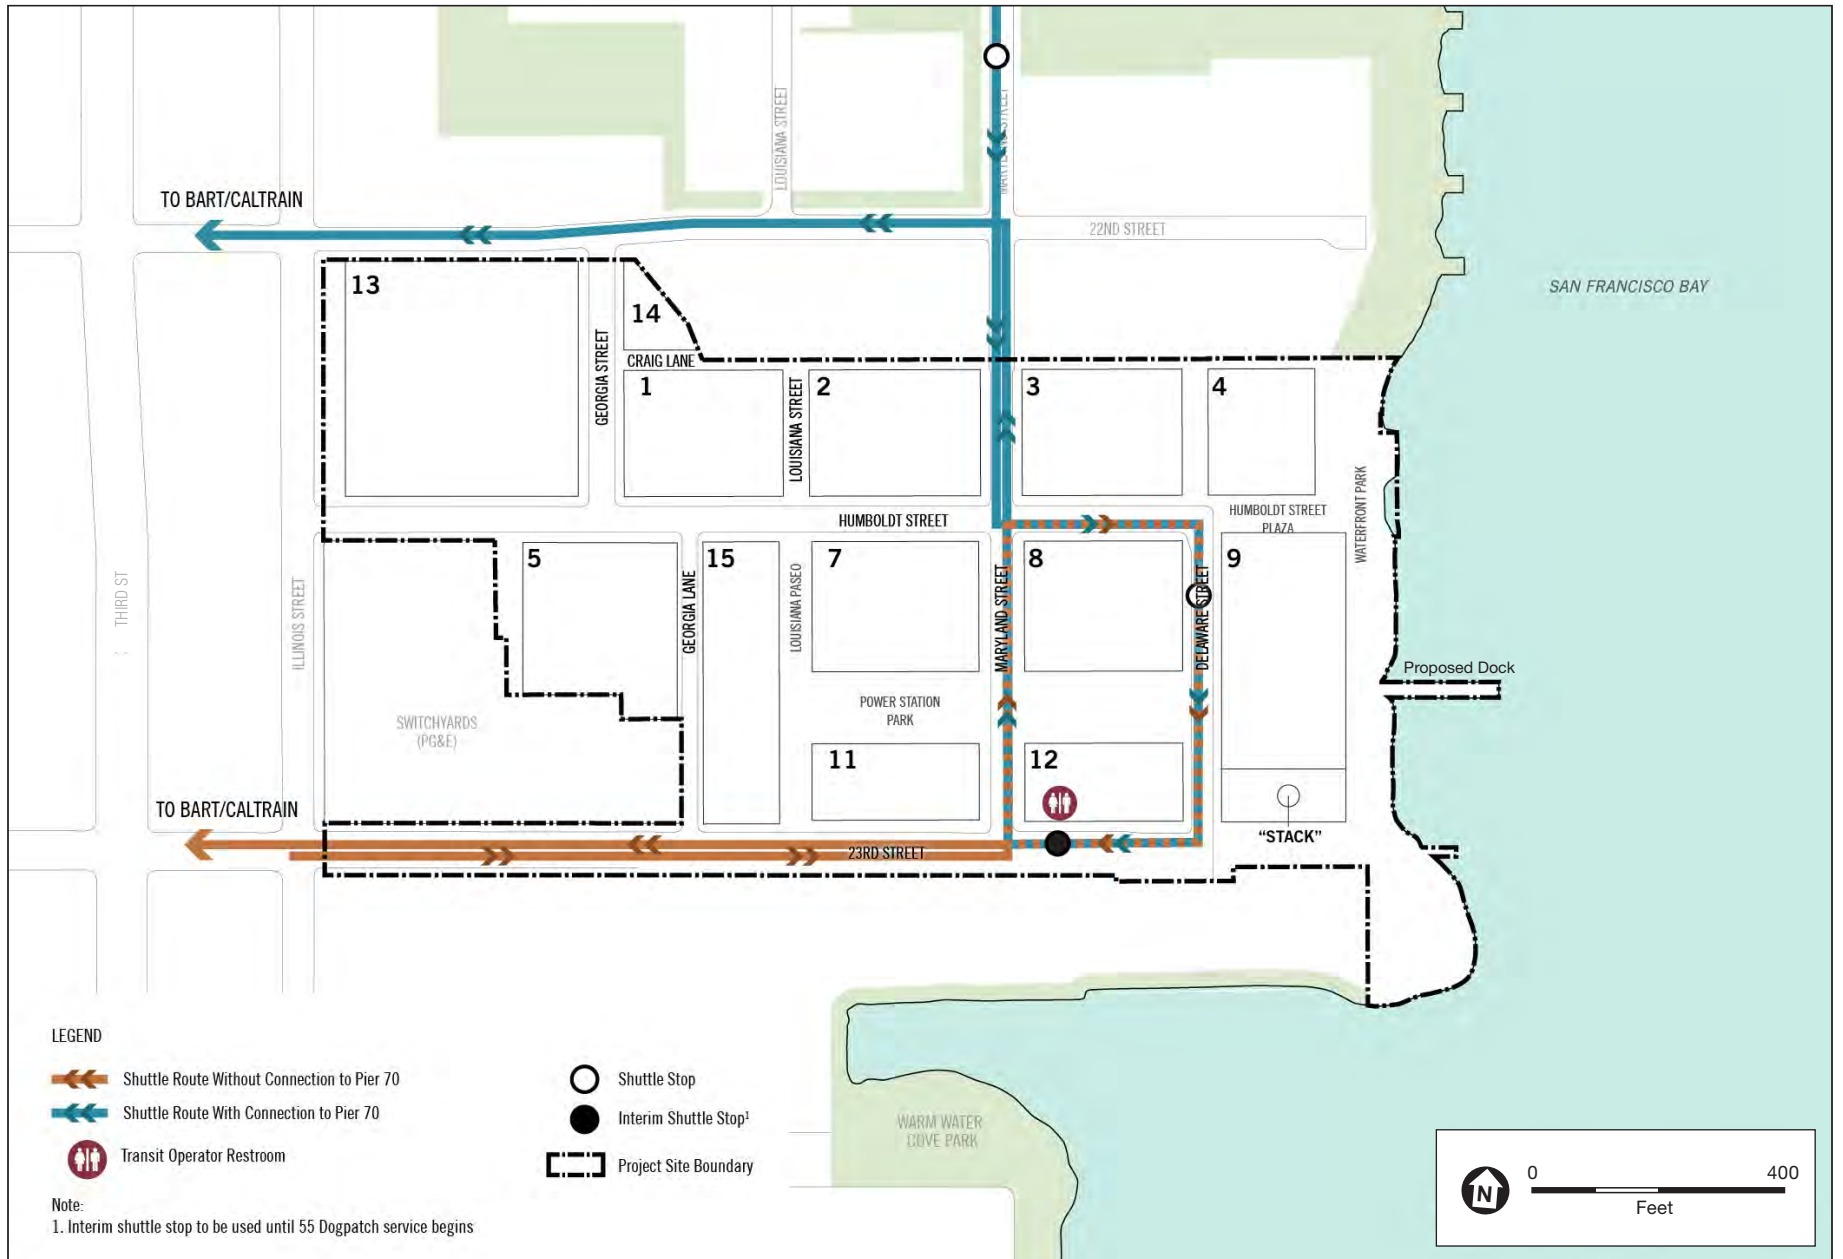 LOUISIANA STREET
MARYLAND STREET
TO BART/CALTRAIN
22ND STREET
SAN FRANCISCO BAY
13
14
GEORGIA STREET
CRAIG LANE
1
LOUISIANA STREET
2
3
4
WATERFRONT PARK
HUMBOLDT STREET
HUMBOLDT STREET
PLAZA
THIRD ST
ILLINOIS STREET
5
GEORGIA LANE
15
LOUISIANA PASEO
7
MARYLAND STREET
8
DELAWARE STREET
9
Proposed Dock
SWITCHYARDS
(PG&E)
POWER STATION
PARK
11
12
TO BART/CALTRAIN
23RD STREET
“STACK”
LEGEND
Shuttle Route Without Connection to Pier 70
Shuttle Route With Connection to Pier 70
Transit Operator Restroom
Shuttle Stop
Interim Shuttle Stop¹
Project Site Boundary
Note:
1. Interim shuttle stop to be used until 55 Dogpatch service begins
WARM WATER
COVE PARK
N
0 400
Feet